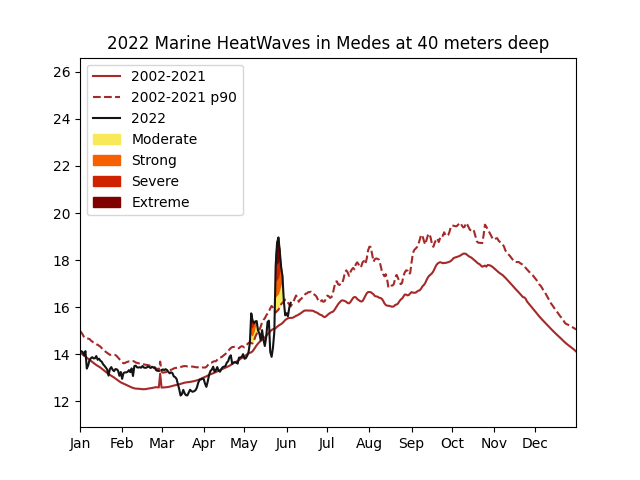 2022 Marine HeatWaves in Medes at 40 meters deep
26
24
22
20
18
16
14
12
2002-2021
2002-2021 p90
2022
Moderate
Strong
Severe
Extreme
Jan Feb Mar Apr May Jun Jul Aug Sep Oct Nov Dec